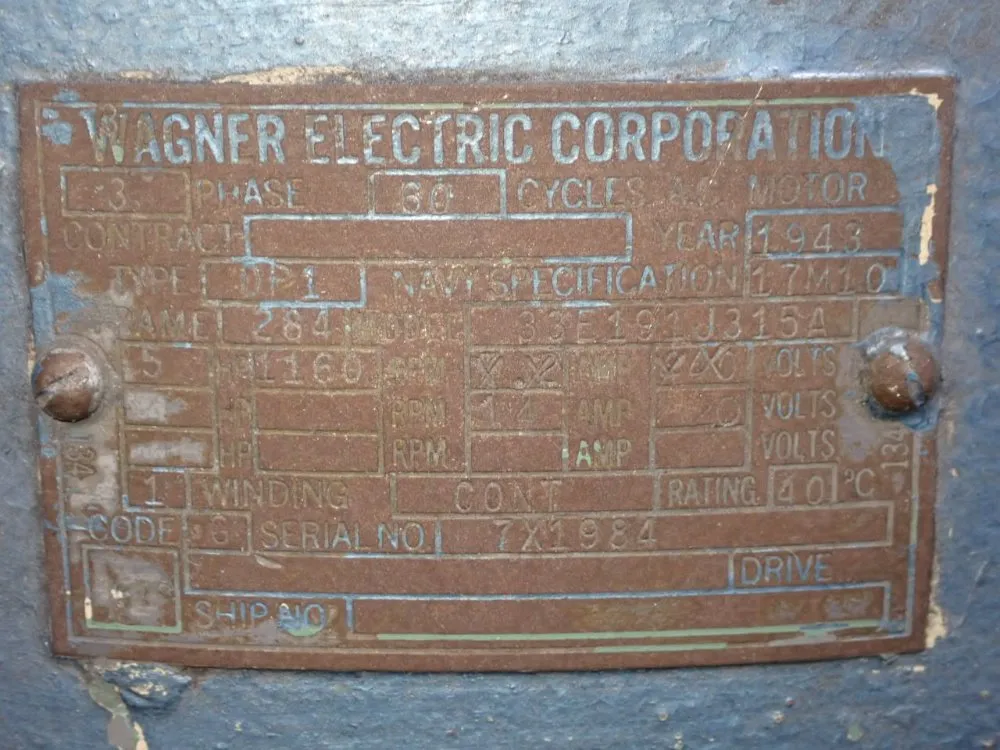 WAGNER ELECTRIC CORPORATION
3 PHASE 60 CYCLES A.C. MOTOR
CONTRACT YEAR 1943
TYPE DP1 NAVY SPECIFICATION 17M10
FRAME 284 MODEL 33E191J315A
5 HP 1160 RPM AMP VOLTS
HP RPM 14 AMP VOLTS
HP RPM AMP VOLTS
1 WINDING CONT RATING 40 °C
CODE G SERIAL NO 7X1984
DRIVE
SHIP NO
134
134